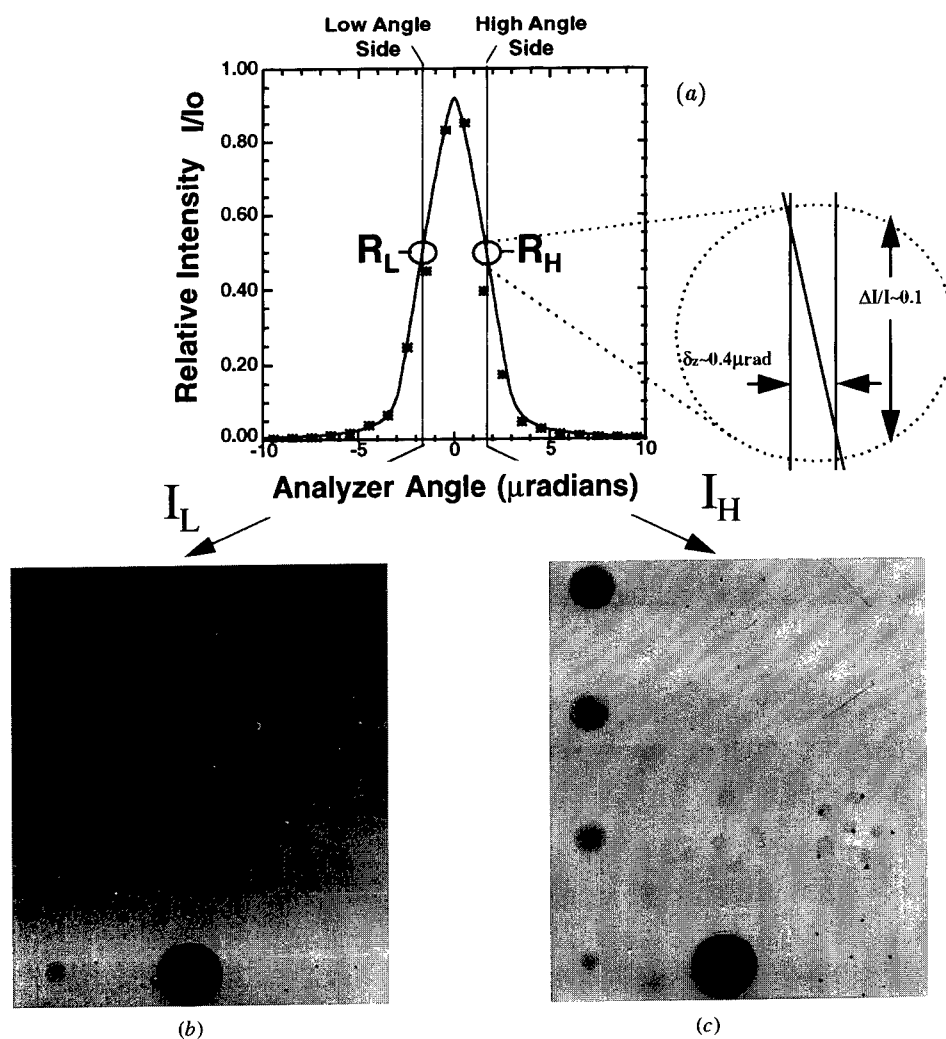 Low Angle Side
High Angle Side
(a)
Relative Intensity I/Io
1.00
0.80
0.60
0.40
0.20
0.00
-10
-5
0
5
10
R_L
R_H
Analyzer Angle (μradians)
ΔI/I~0.1
δz~0.4μrad
I_L
I_H
(b)
(c)